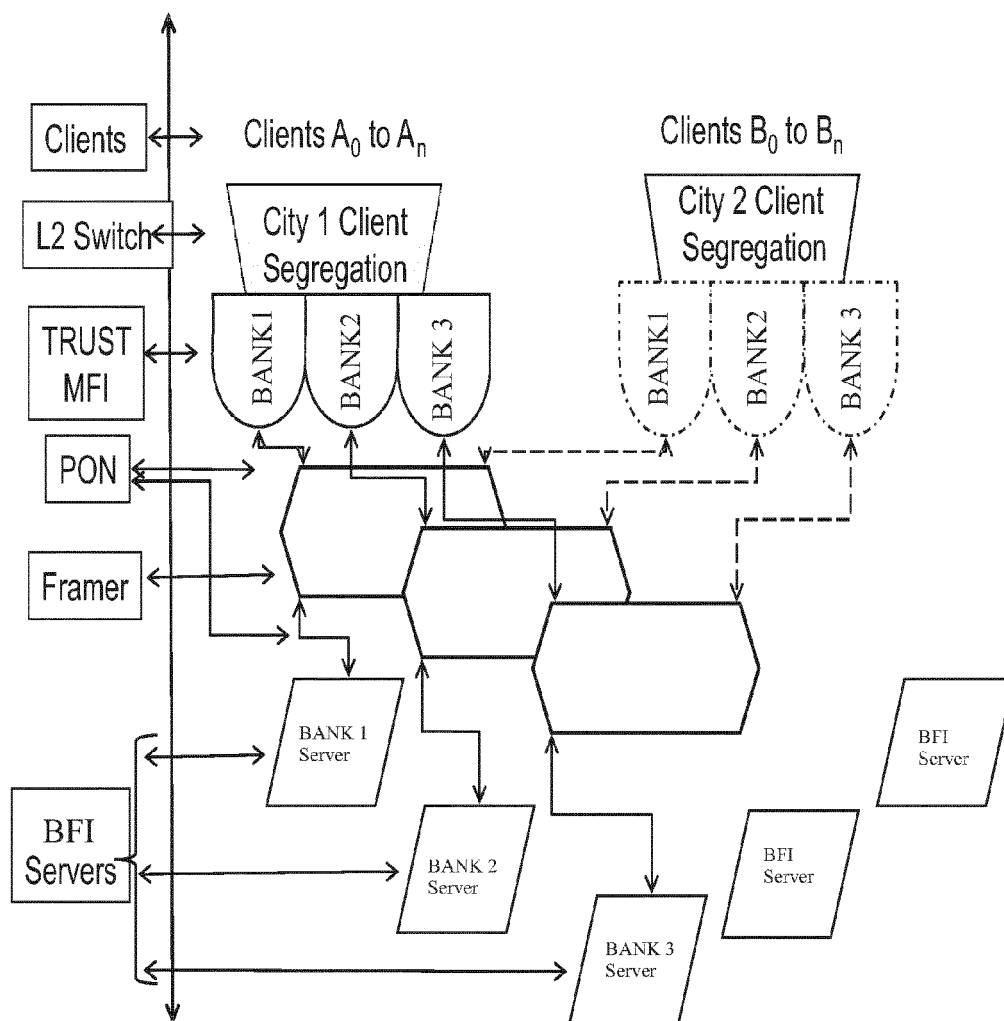 Clients
Clients A0 to An
Clients B0 to Bn
L2 Switch
City 1 Client
Segregation
City 2 Client
Segregation
TRUST
MFI
BANK1
BANK2
BANK 3
BANK1
BANK2
BANK 3
PON
Framer
BFI
Servers
BANK 1
Server
BANK 2
Server
BANK 3
Server
BFI
Server
BFI
Server